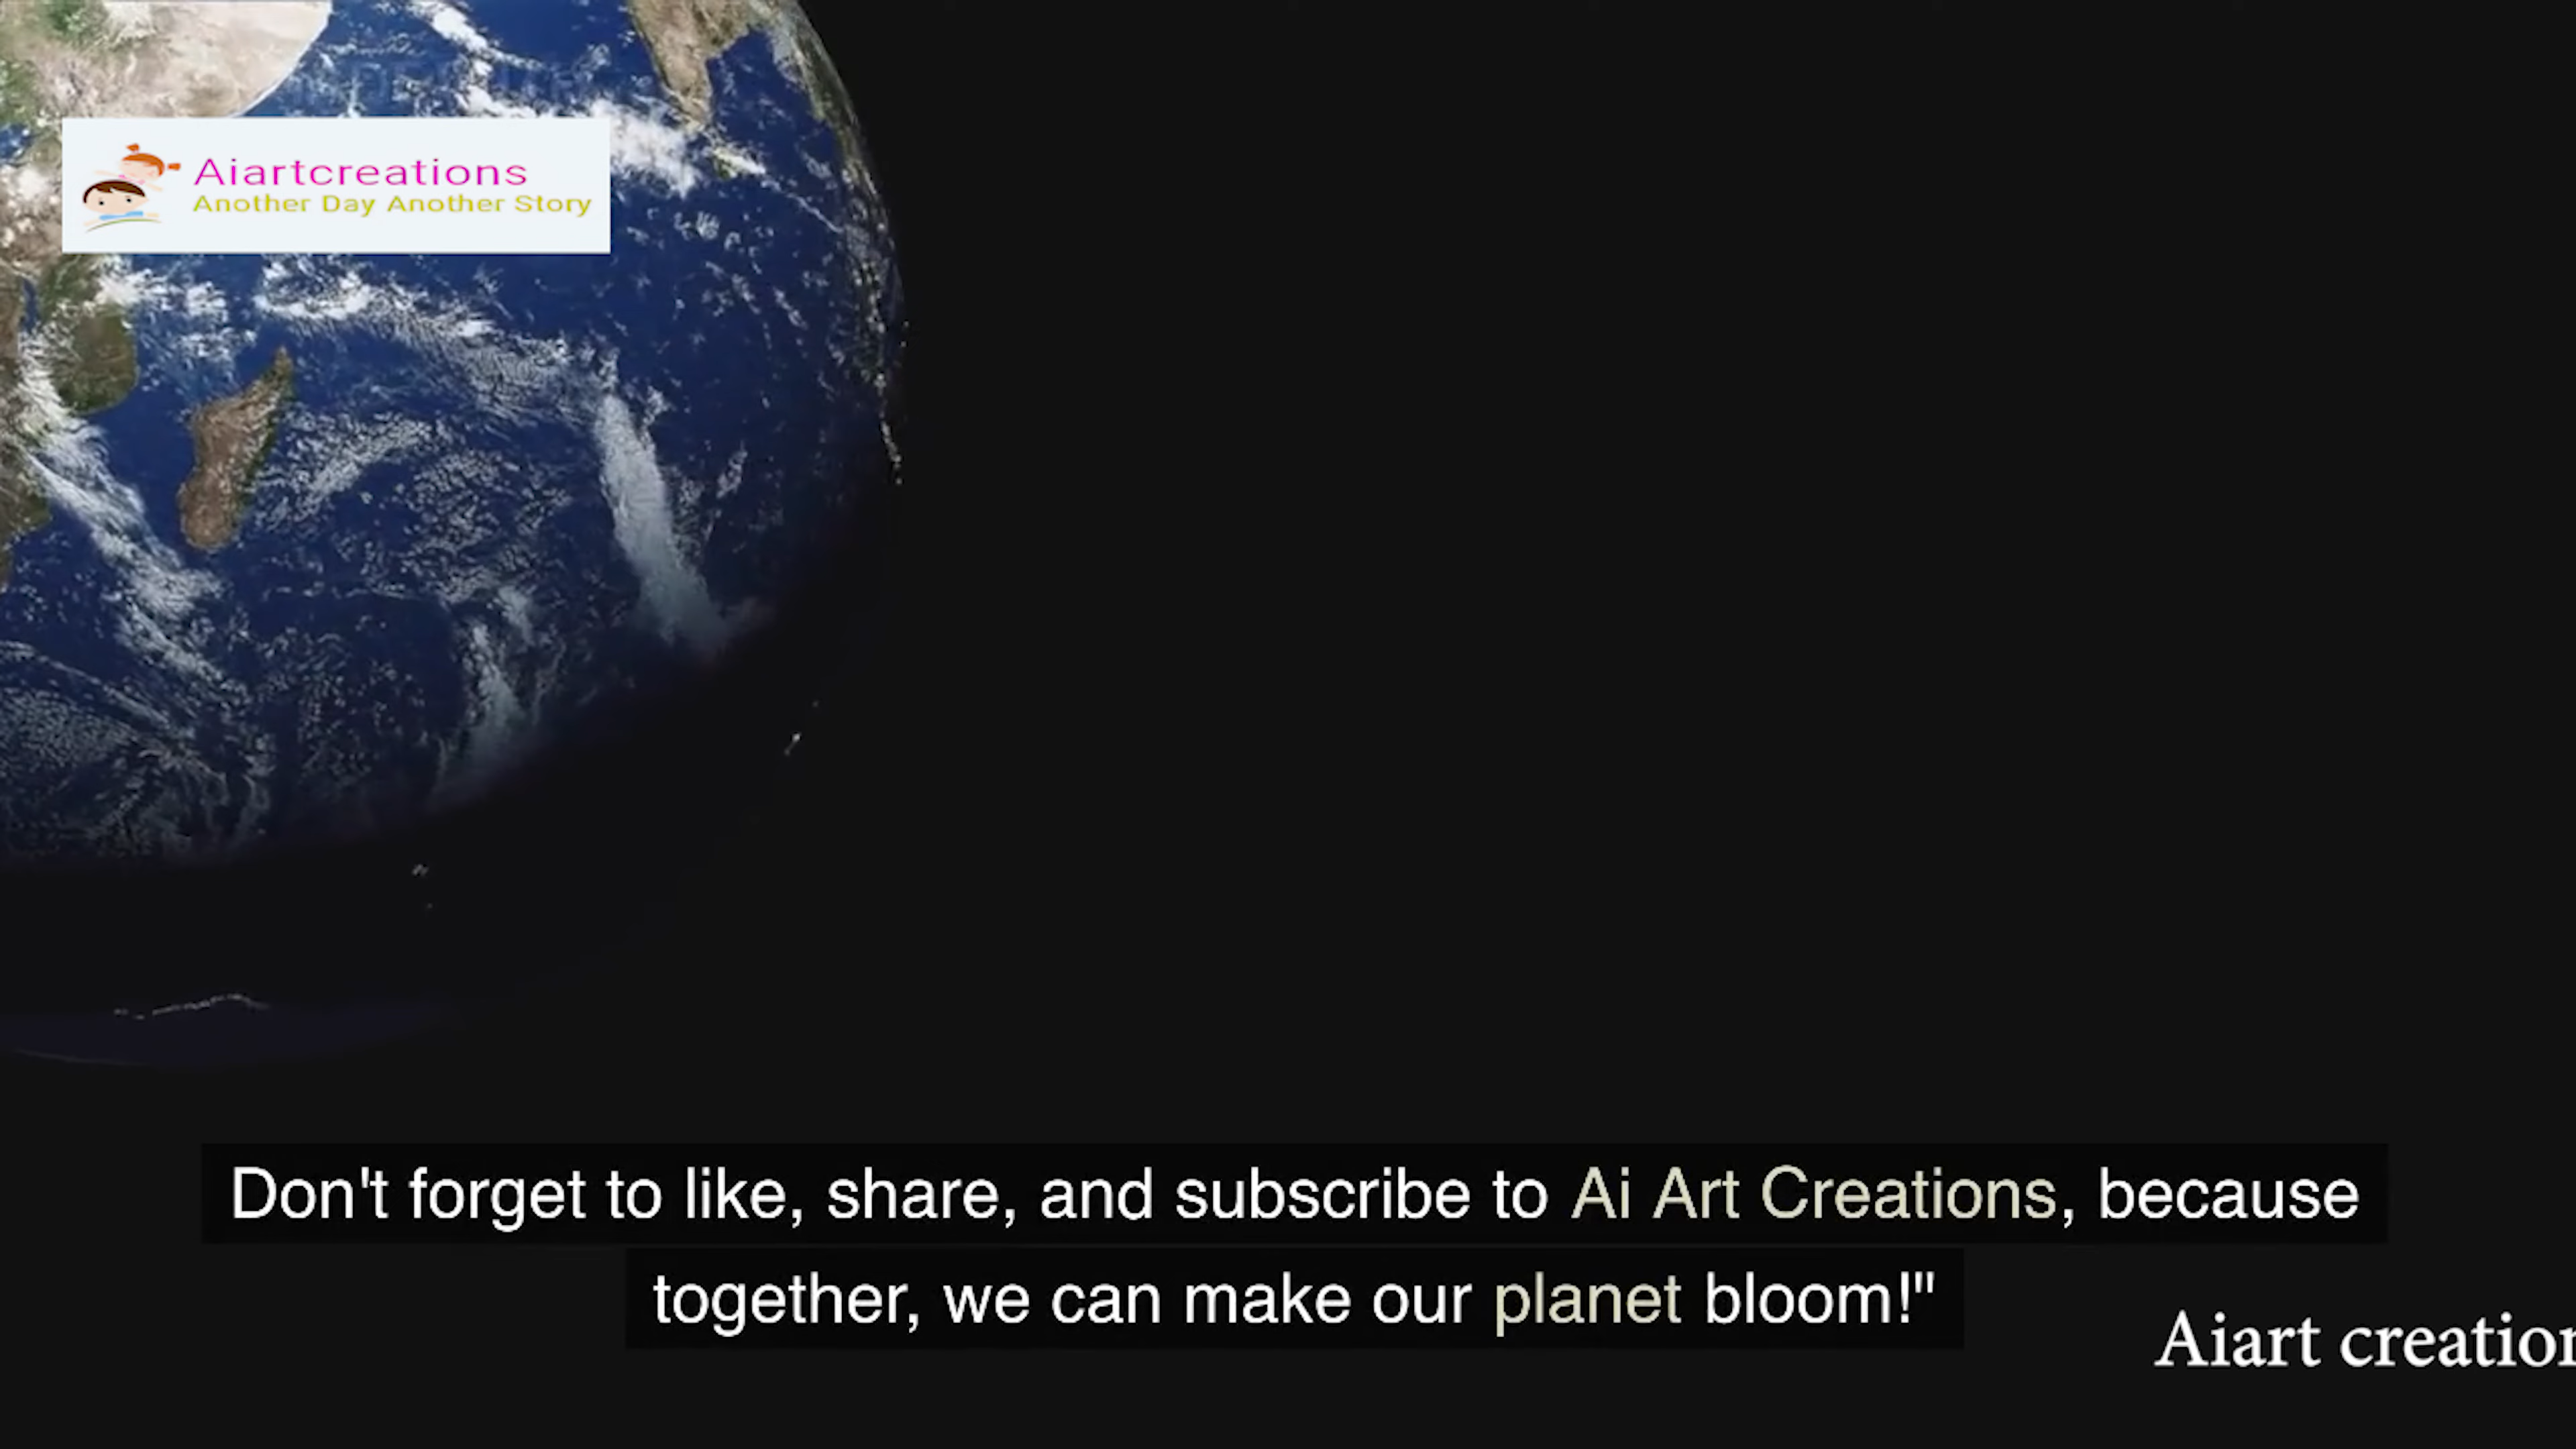 Aiartcreations
Another Day Another Story
Don't forget to like, share, and subscribe to Ai Art Creations, because
together, we can make our planet bloom!"
Aiart creation